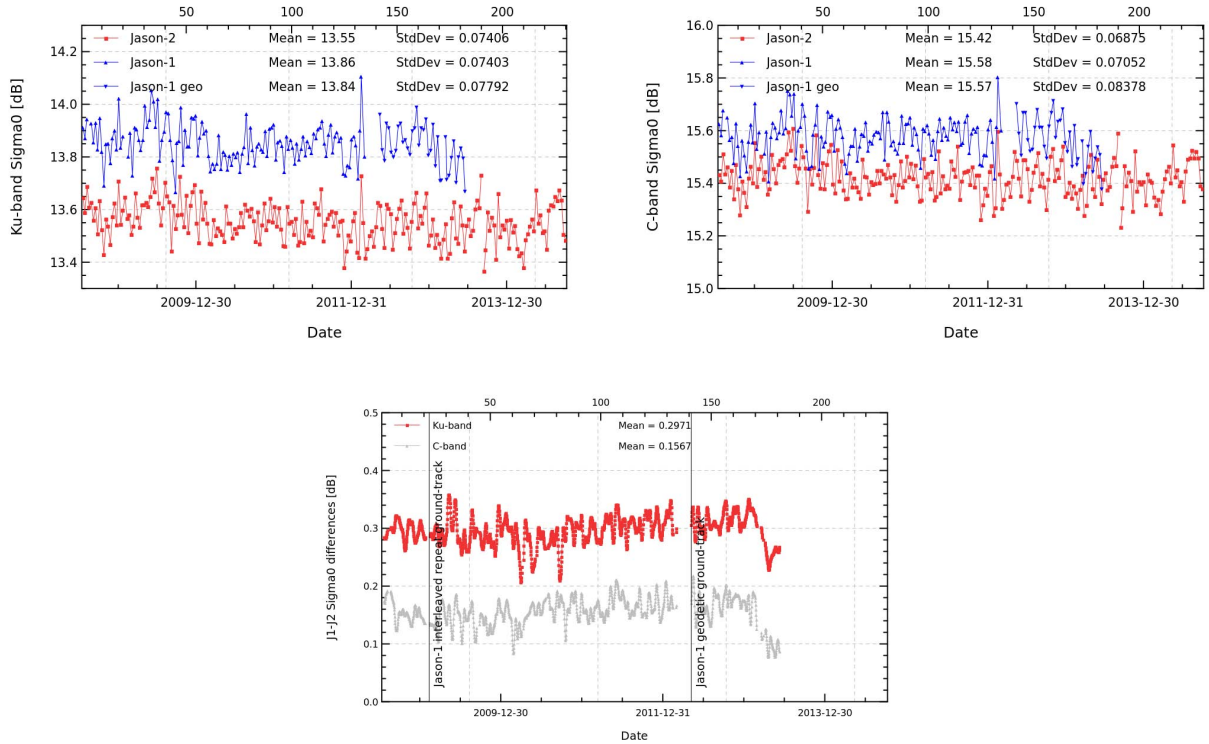 50 100 150 200
Ku-band Sigma0 [dB]
14.2
14.0
13.8
13.6
13.4
Jason-2 Mean = 13.55 StdDev = 0.07406
Jason-1 Mean = 13.86 StdDev = 0.07403
Jason-1 geo Mean = 13.84 StdDev = 0.07792
2009-12-30 2011-12-31 2013-12-30
Date
50 100 150 200
C-band Sigma0 [dB]
16.0
15.8
15.6
15.4
15.2
15.0
Jason-2 Mean = 15.42 StdDev = 0.06875
Jason-1 Mean = 15.58 StdDev = 0.07052
Jason-1 geo Mean = 15.57 StdDev = 0.08378
2009-12-30 2011-12-31 2013-12-30
Date
50 100 150 200
J1-J2 Sigma0 differences [dB]
0.5
0.4
0.3
0.2
0.1
0.0
Ku-band Mean = 0.2971
C-band Mean = 0.1567
Jason-1 interleaved repeat ground-track
Jason-1 geodetic ground-track
2009-12-30 2011-12-31 2013-12-30
Date